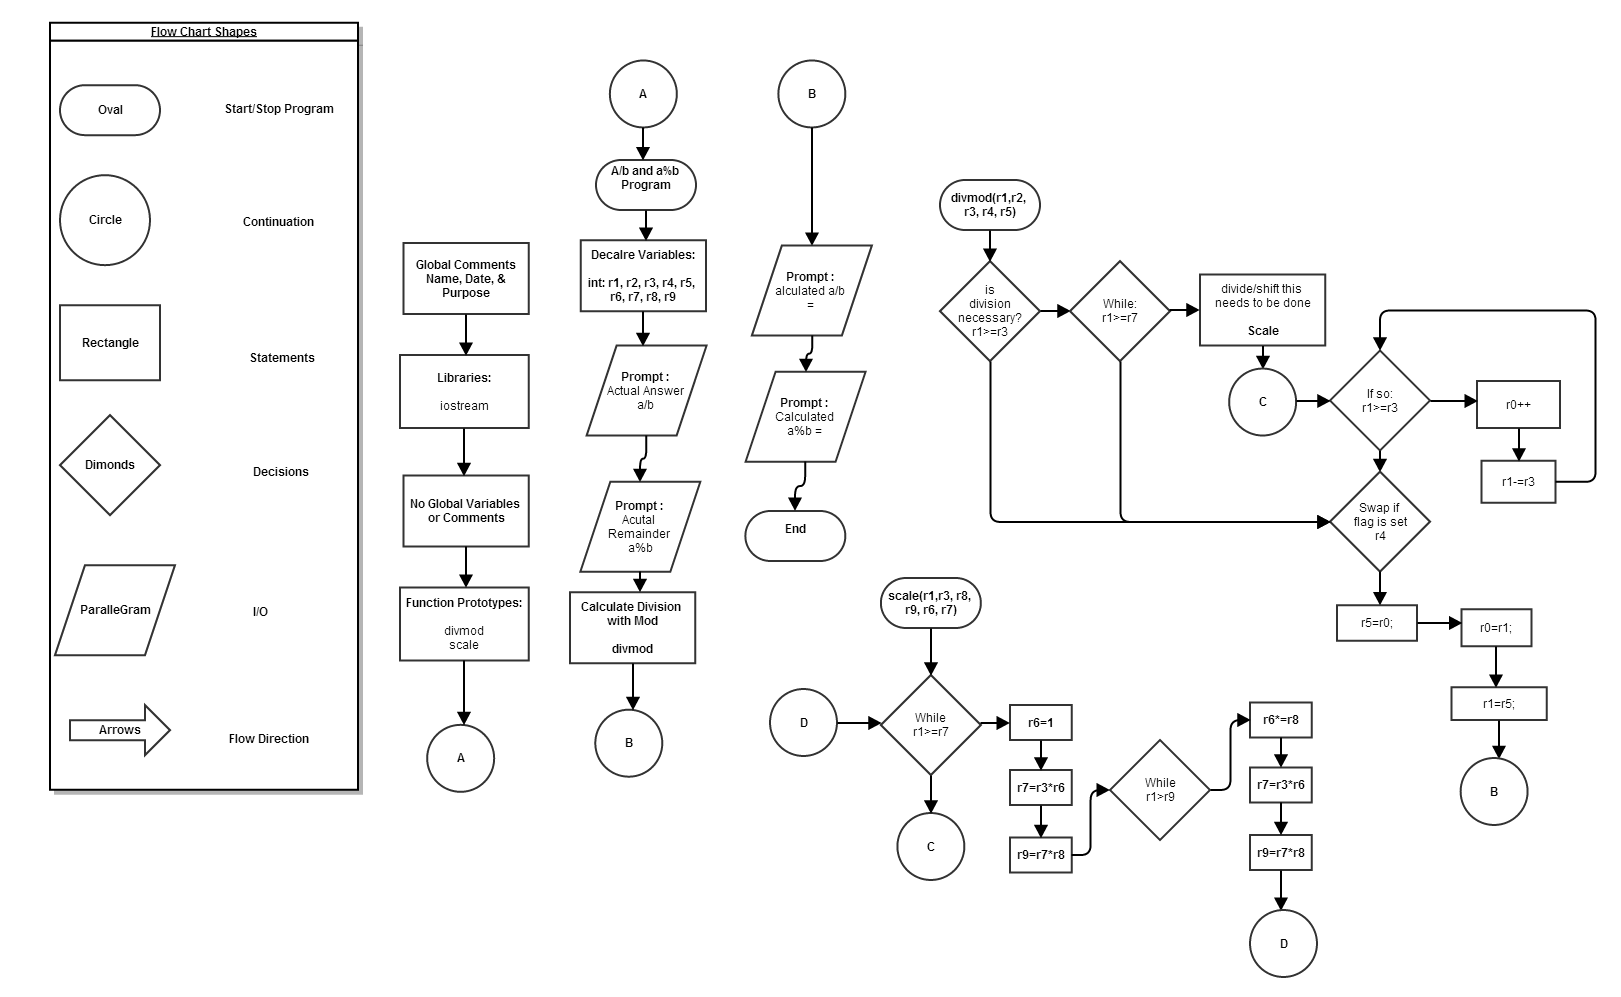 Flow Chart Shapes
Oval
Start/Stop Program
Circle
Continuation
Rectangle
Statements
Dimonds
Decisions
ParalleGram
I/O
Arrows
Flow Direction
Global Comments
Name, Date, &
Purpose
Libraries:
iostream
No Global Variables
or Comments
Function Prototypes:
divmod
scale
A
A
A/b and a%b
Program
Decalre Variables:
int: r1, r2, r3, r4, r5,
r6, r7, r8, r9
Prompt :
Actual Answer
a/b
Prompt :
Acutal
Remainder
a%b
Calculate Division
with Mod
divmod
B
B
Prompt :
alculated a/b
=
Prompt :
Calculated
a%b =
End
divmod(r1,r2,
r3, r4, r5)
is
division
necessary?
r1>=r3
While:
r1>=r7
divide/shift this
needs to be done
Scale
C
If so:
r1>=r3
r0++
r1-=r3
Swap if
flag is set
r4
r5=r0;
r0=r1;
r1=r5;
B
scale(r1,r3, r8,
r9, r6, r7)
D
While
r1>=r7
C
r6=1
r7=r3*r6
r9=r7*r8
While
r1>r9
r6*=r8
r7=r3*r6
r9=r7*r8
D